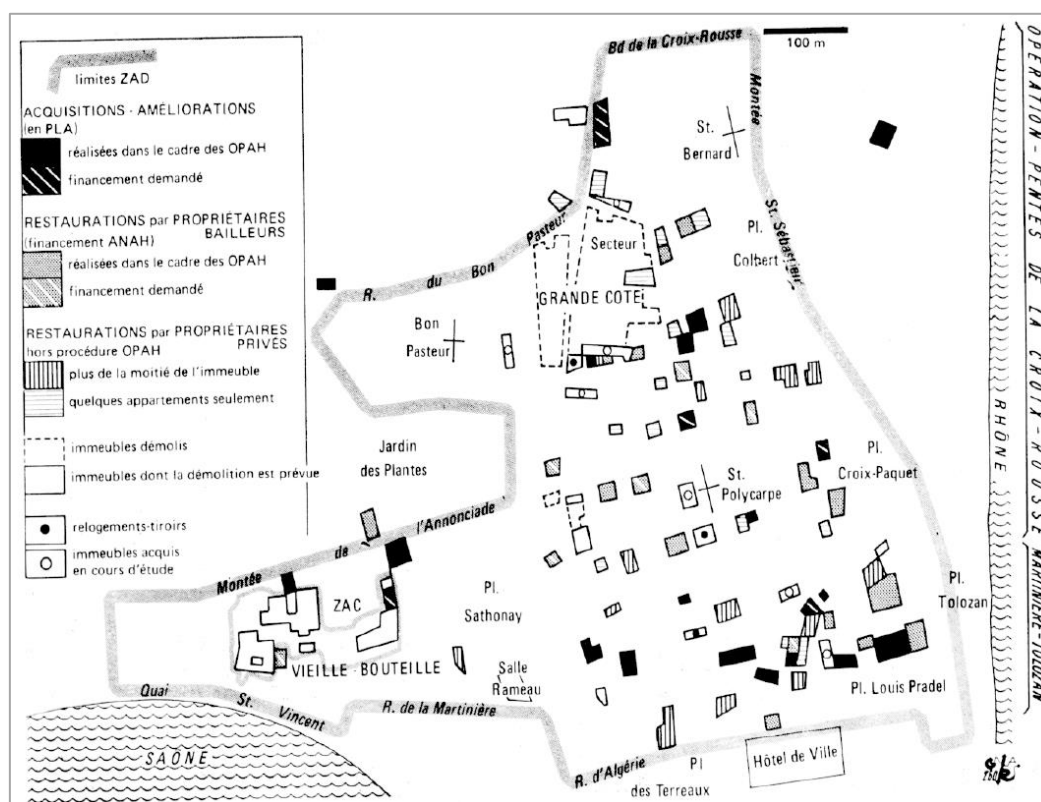 limites ZAD
ACQUISITIONS - AMÉLIORATIONS
(en PLA)
réalisées dans le cadre des OPAH
financement demandé
RESTAURATIONS par PROPRIÉTAIRES
(financement ANAH) BAILLEURS
réalisées dans le cadre des OPAH
financement demandé
RESTAURATIONS par PROPRIÉTAIRES
hors procédure OPAH PRIVÉS
plus de la moitié de l'immeuble
quelques appartements seulement
immeubles démolis
immeubles dont la démolition est prévue
relogements-tiroirs
immeubles acquis
en cours d'étude
Bd de la Croix-Rousse
100 m
Montée
St. Sébastien
St.
Bernard
R. du Bon Pasteur
Secteur
GRANDE COTE
Pl.
Colbert
Bon
Pasteur
Jardin
des Plantes
Pl.
Croix-Paquet
St.
Polycarpe
Montée de l'Annonciade
ZAC
VIEILLE-BOUTEILLE
Pl.
Sathonay
Pl.
Tolozan
Salle
Rameau
Pl. Louis Pradel
Quai St. Vincent
R. de la Martinière
SAÔNE
R. d'Algérie
Pl
des Terreaux
Hôtel de Ville
RHÔNE
OPERATION - PENTES DE LA CROIX-ROUSSE
MARTINIÈRE-TOLOZAN